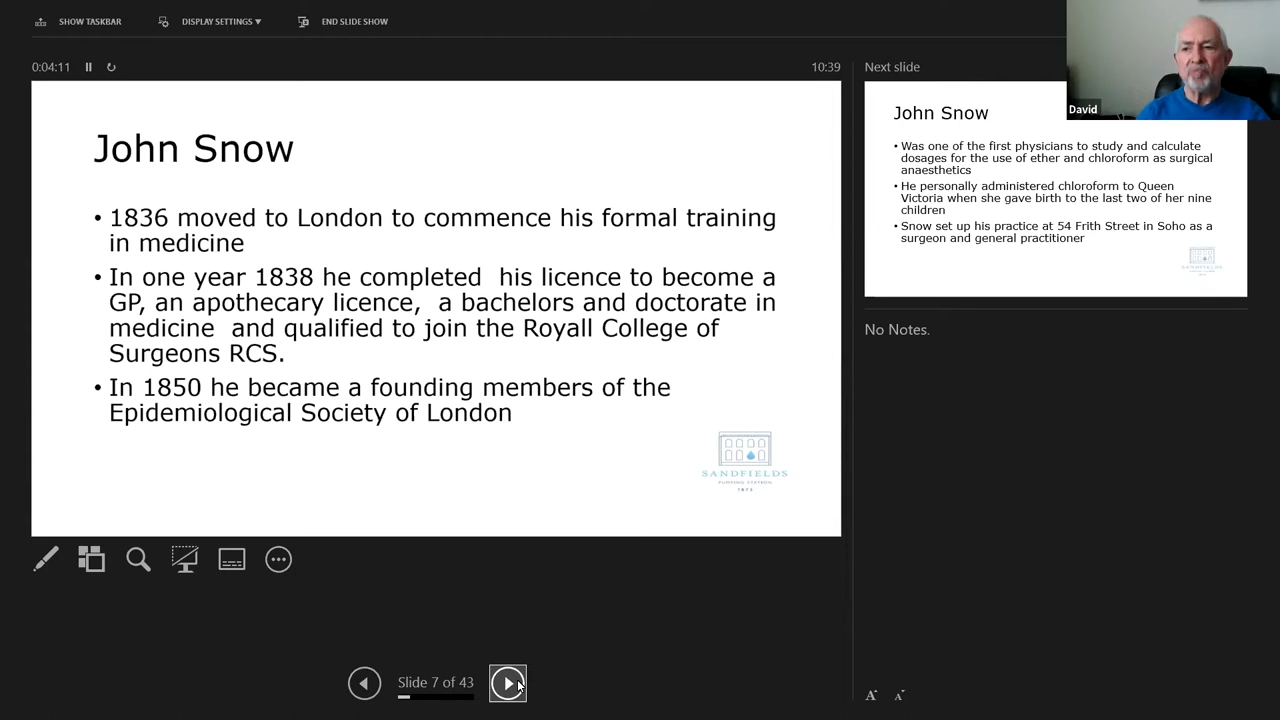 SHOW TASKBAR
DISPLAY SETTINGS
END SLIDE SHOW
0:04:11
10:39
John Snow
• 1836 moved to London to commence his formal training
in medicine
• In one year 1838 he completed  his licence to become a
GP, an apothecary licence,  a bachelors and doctorate in
medicine  and qualified to join the Royall College of
Surgeons RCS.
• In 1850 he became a founding members of the
Epidemiological Society of London
SANDFIELDS
PUMPING STATION
1873
Slide 7 of 43
Next slide
David
John Snow
• Was one of the first physicians to study and calculate
dosages for the use of ether and chloroform as surgical
anaesthetics
• He personally administered chloroform to Queen
Victoria when she gave birth to the last two of her nine
children
• Snow set up his practice at 54 Frith Street in Soho as a
surgeon and general practitioner
No Notes.
A A